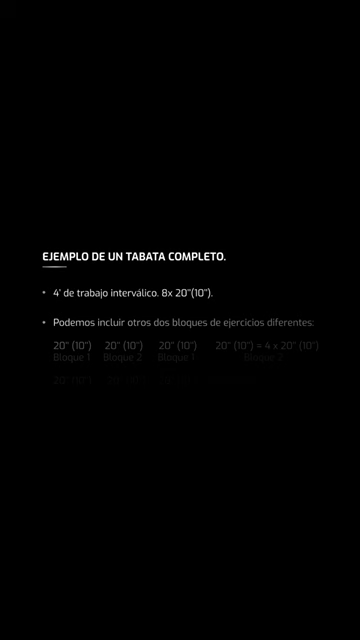 EJEMPLO DE UN TABATA COMPLETO.
• 4' de trabajo interválico. 8x 20''(10'').
• Podemos incluir otros dos bloques de ejercicios diferentes:
20'' (10'') 20'' (10'') 20'' (10'') 20'' (10'') = 4 x 20'' (10'')
Bloque 1 Bloque 2 Bloque 1 Bloque 2
20'' (10'')